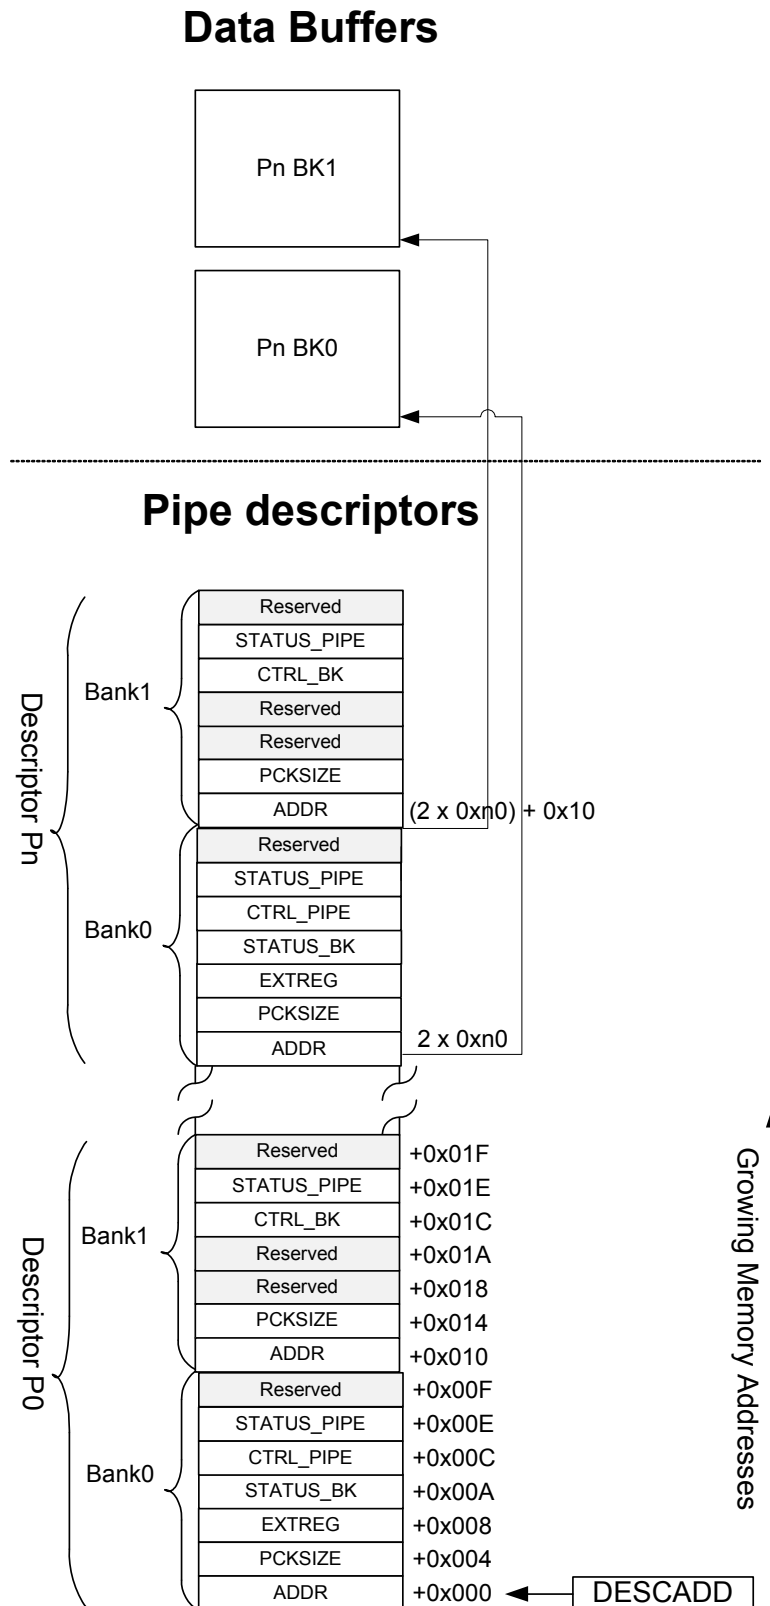 Data Buffers
Pn BK1
Pn BK0
Pipe descriptors
Descriptor Pn
Bank1
Reserved
STATUS_PIPE
CTRL_BK
Reserved
Reserved
PCKSIZE
ADDR (2 x 0xn0) + 0x10
Bank0
Reserved
STATUS_PIPE
CTRL_PIPE
STATUS_BK
EXTREG
PCKSIZE
ADDR 2 x 0xn0
Growing Memory Addresses
Descriptor P0
Bank1
Reserved +0x01F
STATUS_PIPE +0x01E
CTRL_BK +0x01C
Reserved +0x01A
Reserved +0x018
PCKSIZE +0x014
ADDR +0x010
Bank0
Reserved +0x00F
STATUS_PIPE +0x00E
CTRL_PIPE +0x00C
STATUS_BK +0x00A
EXTREG +0x008
PCKSIZE +0x004
ADDR +0x000 DESCADD